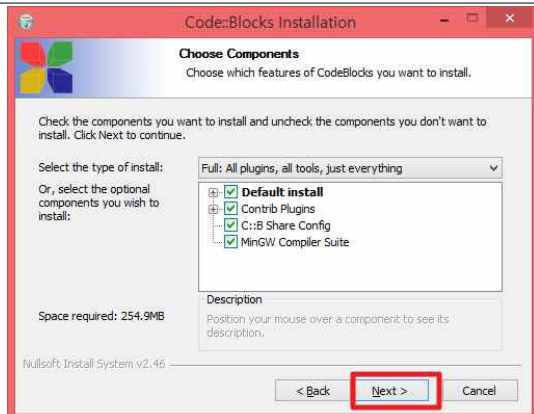 Code::Blocks Installation
Choose Components
Choose which features of CodeBlocks you want to install.
Check the components you want to install and uncheck the components you don't want to
install. Click Next to continue.
Select the type of install:
Full: All plugins, all tools, just everything
Or, select the optional
components you wish to
install:
Default install
Contrib Plugins
C::B Share Config
MinGW Compiler Suite
Space required: 254.9MB
Description
Position your mouse over a component to see its
description.
Nullsoft Install System v2.46
< Back
Next >
Cancel